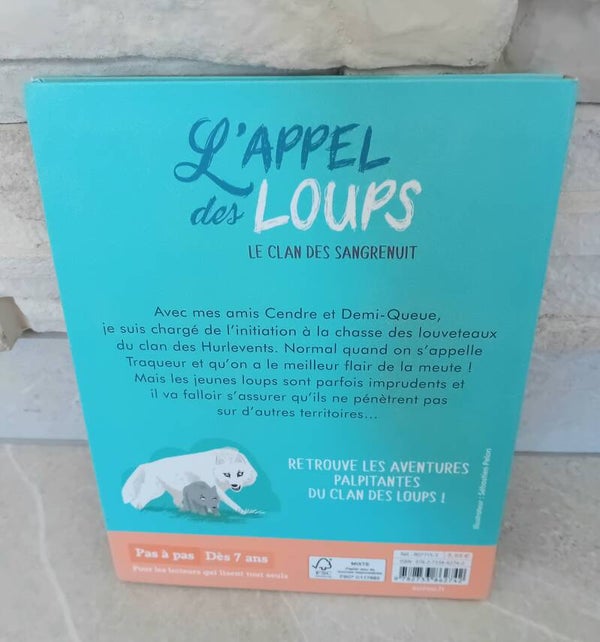 L'APPEL
des LOUPS
LE CLAN DES SANGRENUIT
Avec mes amis Cendre et Demi-Queue,
je suis chargé de l'initiation à la chasse des louveteaux
du clan des Hurlevents. Normal quand on s'appelle
Traqueur et qu'on a le meilleur flair de la meute !
Mais les jeunes loups sont parfois imprudents et
il va falloir s'assurer qu'ils ne pénètrent pas
sur d'autres territoires...
RETROUVE LES AVENTURES
PALPITANTES
DU CLAN DES LOUPS !
Illustrateur : Sébastien Pelon
Pas à pas Dès 7 ans
Pour les lecteurs qui lisent tout seuls
FSC
MIXTE